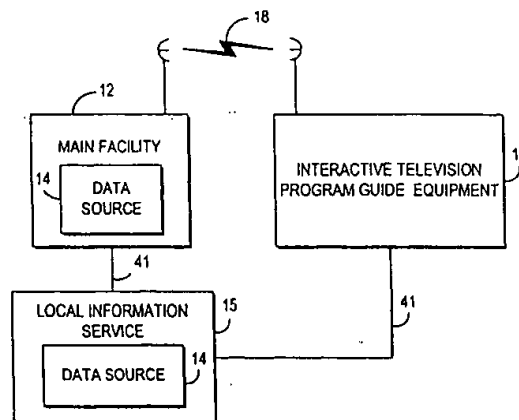 18
12
MAIN FACILITY
14
DATA SOURCE
INTERACTIVE TELEVISION PROGRAM GUIDE EQUIPMENT
41
41
LOCAL INFORMATION SERVICE
15
14
DATA SOURCE